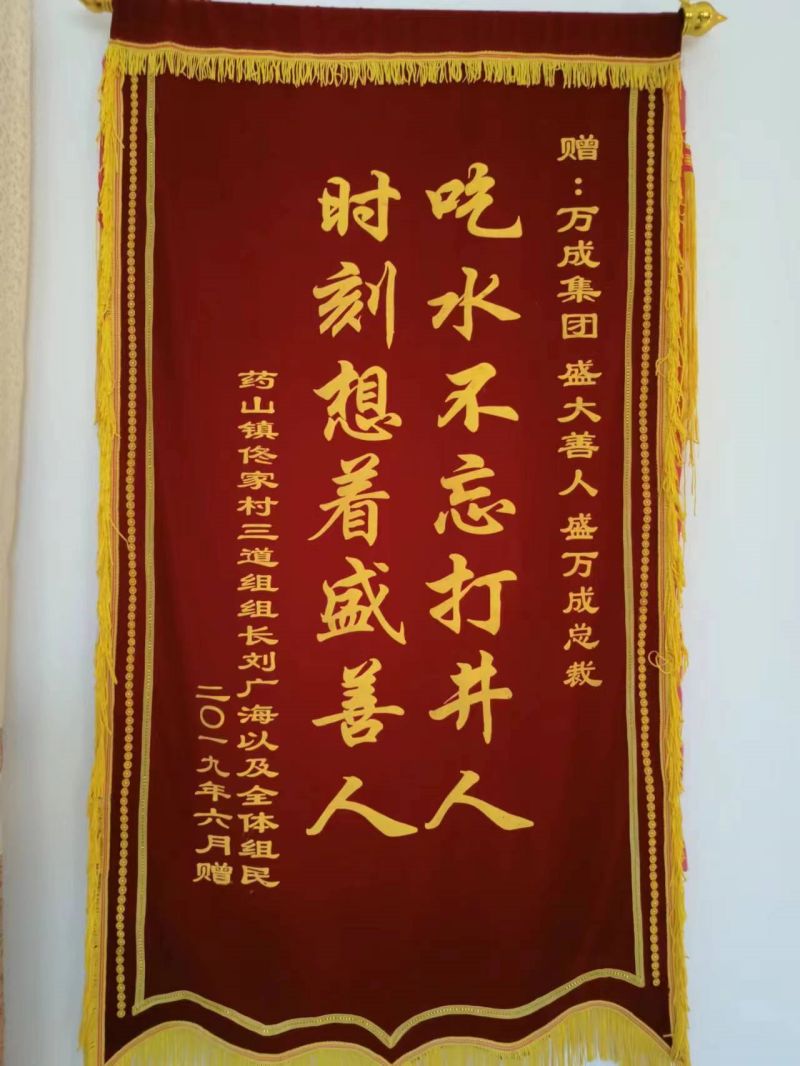 赠：万成集团 盛大善人 盛万成总裁
吃水不忘打井人
时刻想着盛善人
药山镇佟家村三道组组长刘广海以及全体组民
二〇一九年六月赠